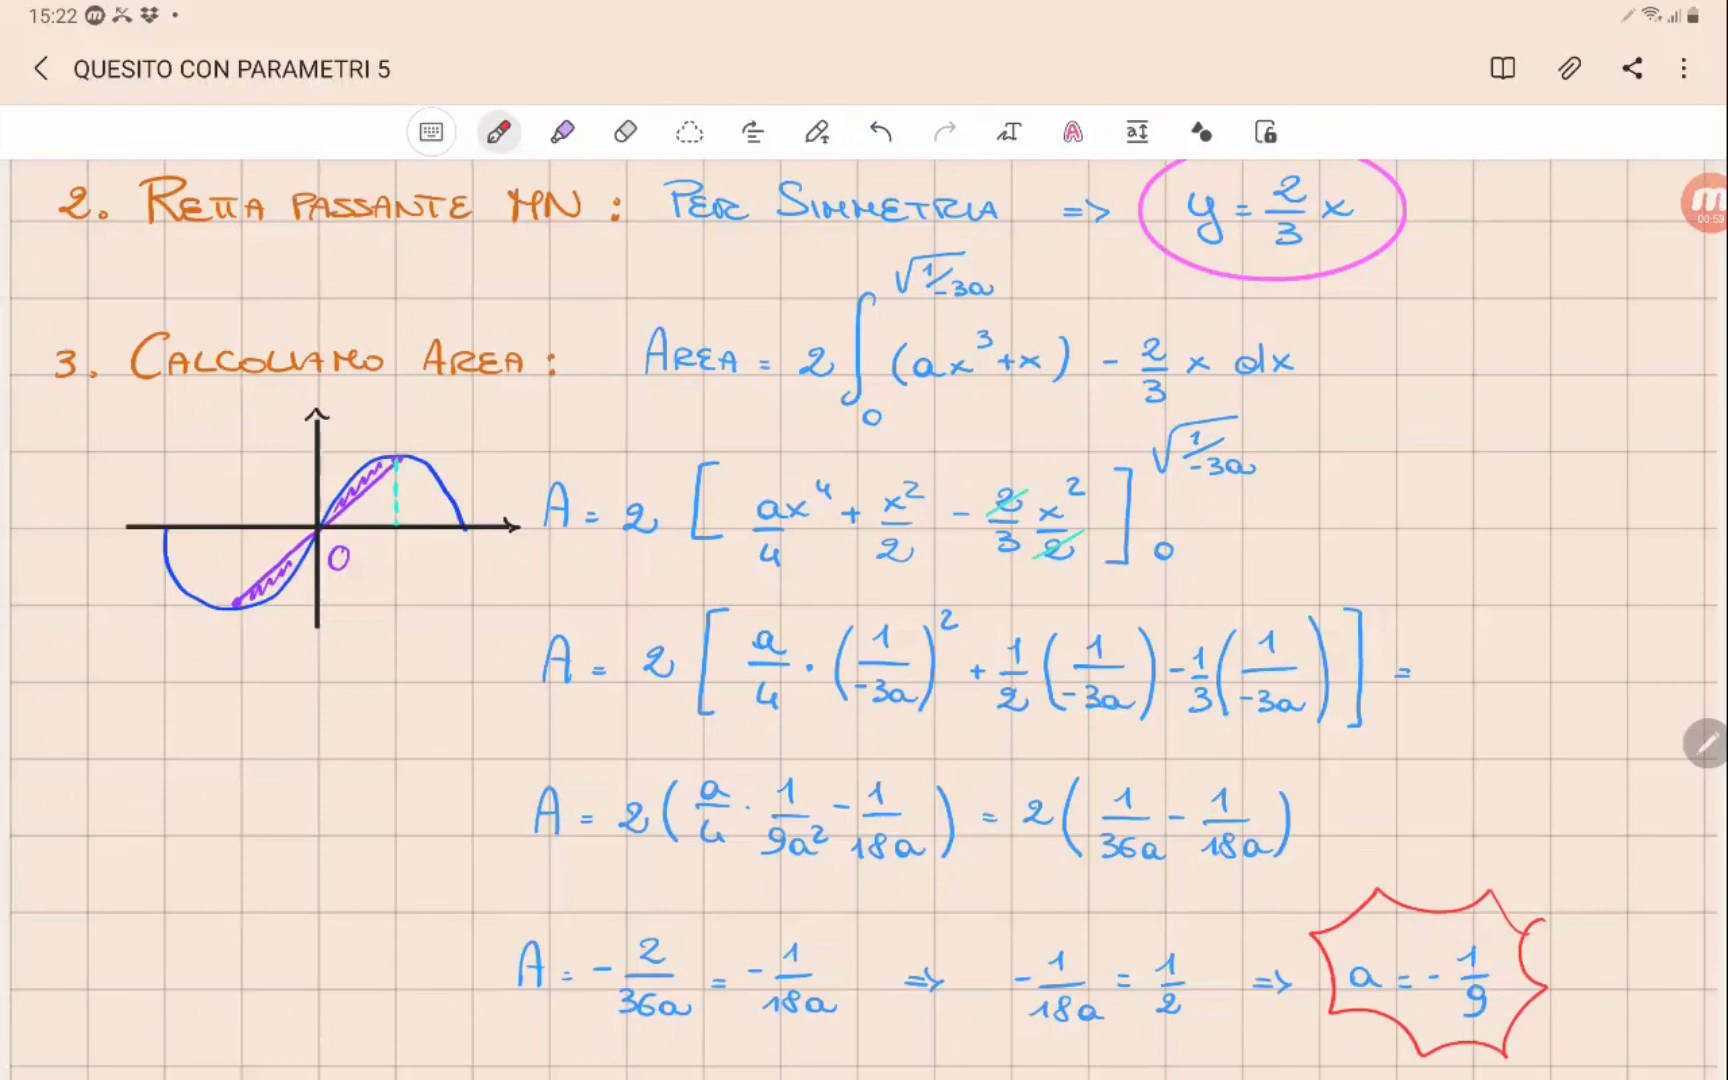 15:22
QUESITO CON PARAMETRI 5
2. RETTA PASSANTE MN : PER SIMMETRIA => y = 2/3 x
00:53
3. CALCOLIAMO AREA : AREA = 2 ∫₀^√(1/-3a) (ax³+x) - 2/3 x dx
A = 2 [ ax⁴/4 + x²/2 - 2/3 x²/2 ]₀^√(1/-3a)
O
A = 2 [ a/4 · (1/-3a)² + 1/2 (1/-3a) - 1/3 (1/-3a) ] =
A = 2 ( a/4 · 1/9a² - 1/18a ) = 2 ( 1/36a - 1/18a )
A = - 2/36a = - 1/18a => - 1/18a = 1/2 => a = - 1/9